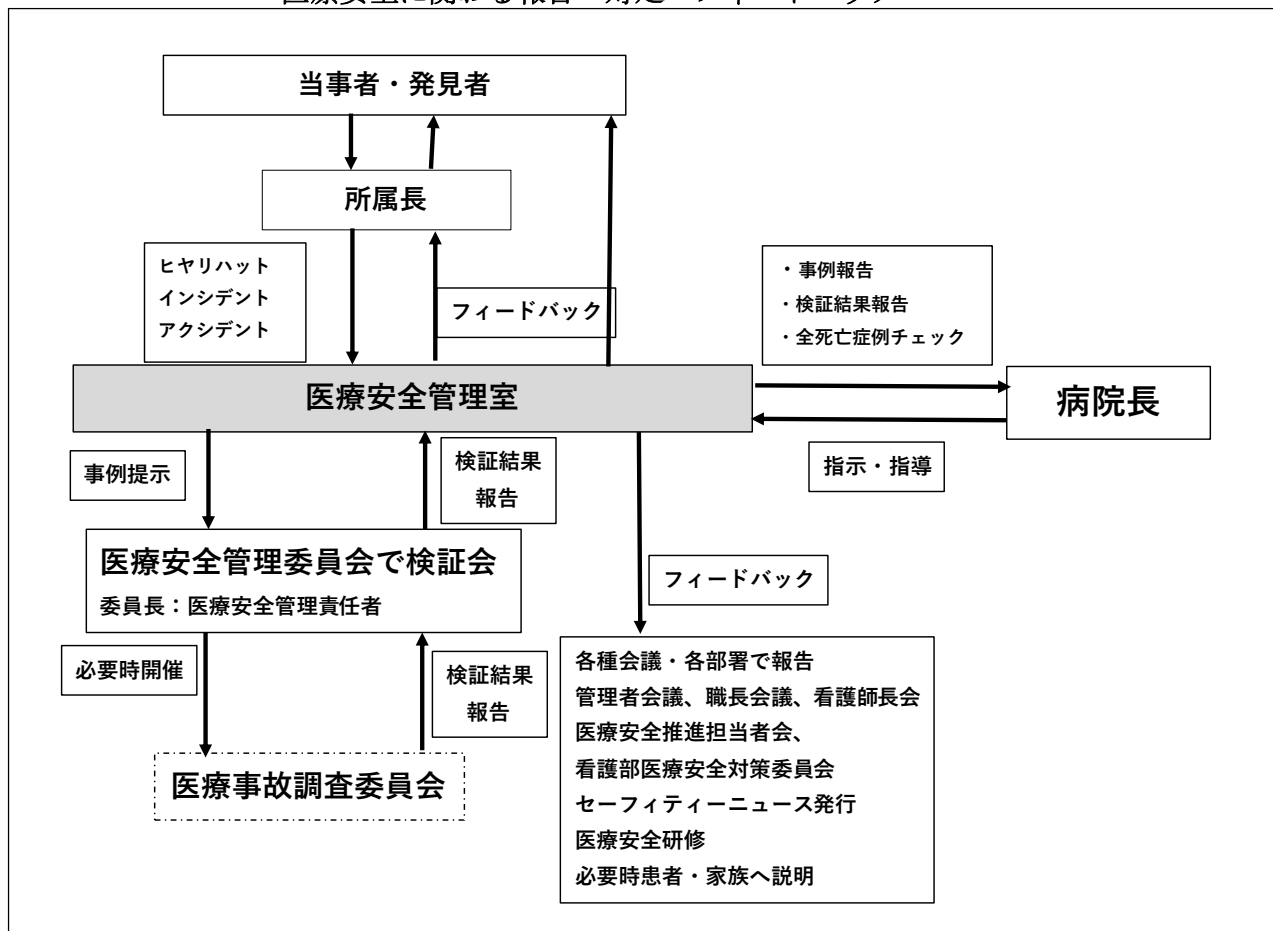 当事者・発見者
所属長
ヒヤリハット
インシデント
アクシデント
フィードバック
・事例報告
・検証結果報告
・全死亡症例チェック
医療安全管理室
病院長
事例提示
検証結果
報告
指示・指導
医療安全管理委員会で検証会
委員長：医療安全管理責任者
フィードバック
必要時開催
検証結果
報告
各種会議・各部署で報告
管理者会議、職長会議、看護師長会
医療安全推進担当者会、
看護部医療安全対策委員会
セーフィティーニュース発行
医療安全研修
必要時患者・家族へ説明
医療事故調査委員会